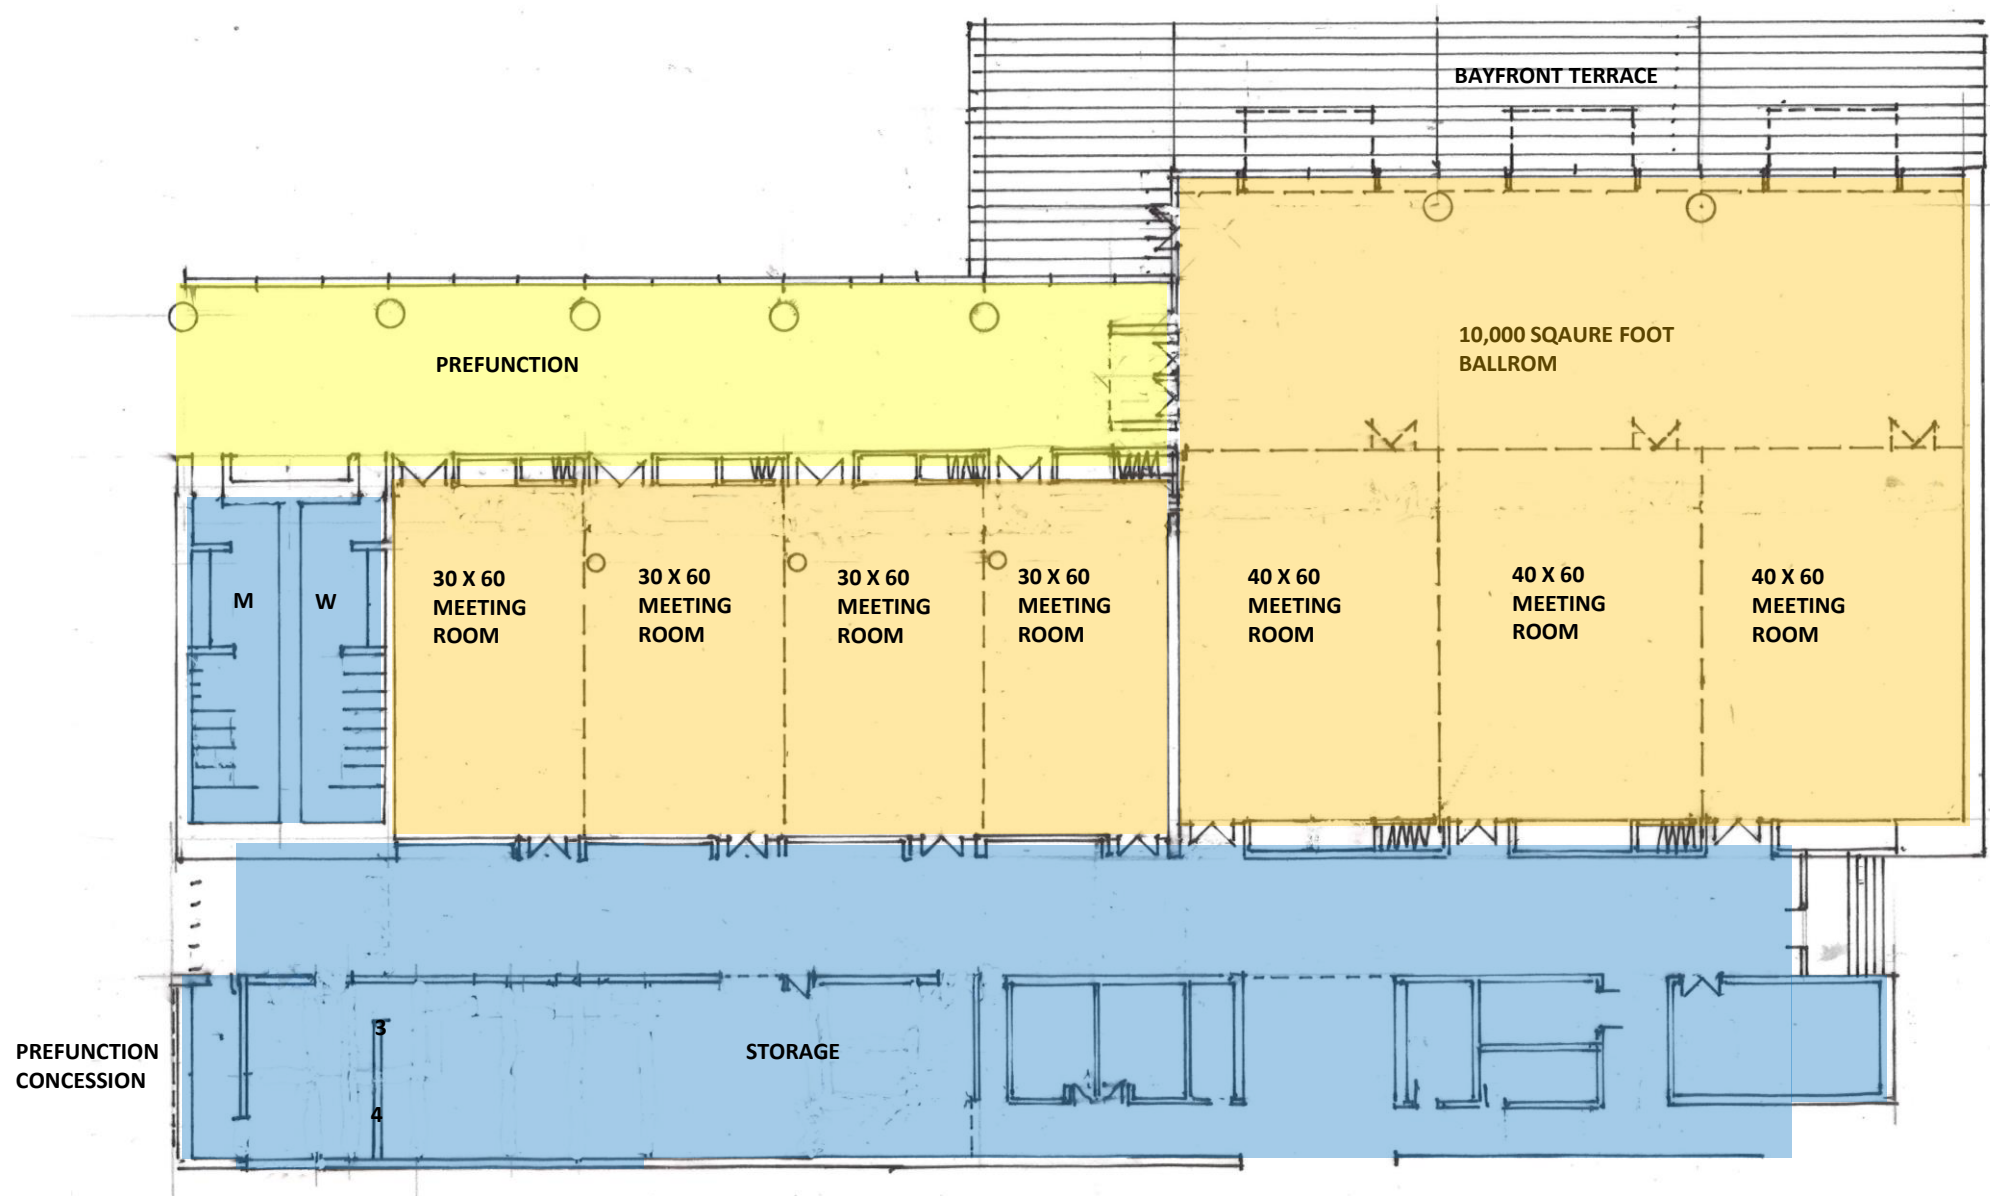 BAYFRONT TERRACE
10,000 SQAURE FOOT
BALLROM
PREFUNCTION
M
W
30 X 60
MEETING
ROOM
30 X 60
MEETING
ROOM
30 X 60
MEETING
ROOM
30 X 60
MEETING
ROOM
40 X 60
MEETING
ROOM
40 X 60
MEETING
ROOM
40 X 60
MEETING
ROOM
3
4
PREFUNCTION
CONCESSION
STORAGE